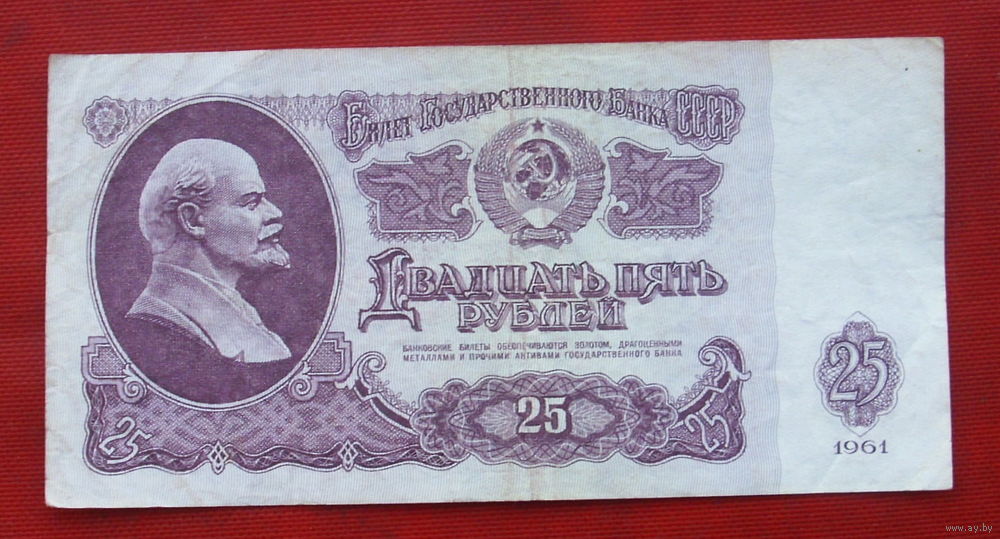 Билет Государственного Банка СССР
Двадцать пять
рублей
БАНКОВСКИЕ БИЛЕТЫ ОБЕСПЕЧИВАЮТСЯ ЗОЛОТОМ, ДРАГОЦЕННЫМИ
МЕТАЛЛАМИ И ПРОЧИМИ АКТИВАМИ ГОСУДАРСТВЕННОГО БАНКА
25
25
25
25
1961
www.ay.by